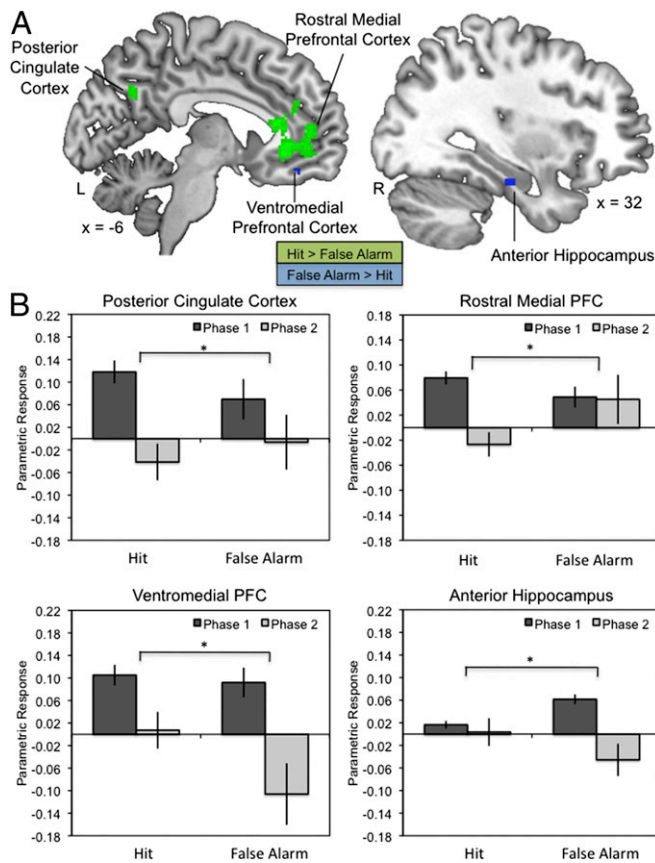 A
Posterior
Cingulate
Cortex
Rostral Medial
Prefrontal Cortex
L
x = -6
Ventromedial
Prefrontal Cortex
R
x = 32
Anterior Hippocampus
Hit > False Alarm
False Alarm > Hit
B
Posterior Cingulate Cortex
Parametric Response
0.22
0.18
0.14
0.10
0.06
0.02
-0.02
-0.06
-0.10
-0.14
-0.18
Phase 1
Phase 2
*
Hit
False Alarm
Rostral Medial PFC
Parametric Response
0.22
0.18
0.14
0.10
0.06
0.02
-0.02
-0.06
-0.10
-0.14
-0.18
Phase 1
Phase 2
*
Hit
False Alarm
Ventromedial PFC
Parametric Response
0.22
0.18
0.14
0.10
0.06
0.02
-0.02
-0.06
-0.10
-0.14
-0.18
Phase 1
Phase 2
*
Hit
False Alarm
Anterior Hippocampus
Parametric Response
0.22
0.18
0.14
0.10
0.06
0.02
-0.02
-0.06
-0.10
-0.14
-0.18
Phase 1
Phase 2
*
Hit
False Alarm